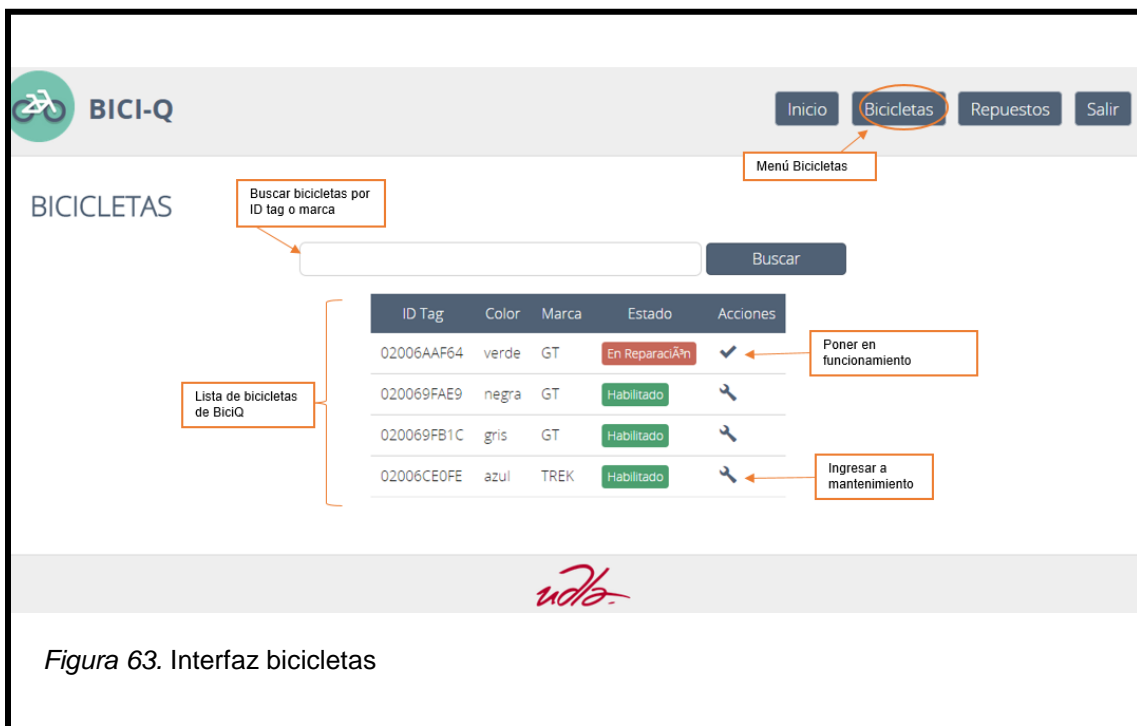 BICI-Q
Inicio Bicicletas Repuestos Salir
Menú Bicicletas
BICICLETAS
Buscar bicicletas por
ID tag o marca
Buscar
ID Tag Color Marca Estado Acciones
02006AAF64 verde GT En ReparaciÃ³n
Poner en
funcionamiento
020069FAE9 negra GT Habilitado
Lista de bicicletas
de BiciQ
020069FB1C gris GT Habilitado
02006CE0FE azul TREK Habilitado
Ingresar a
mantenimiento
udla.
Figura 63. Interfaz bicicletas